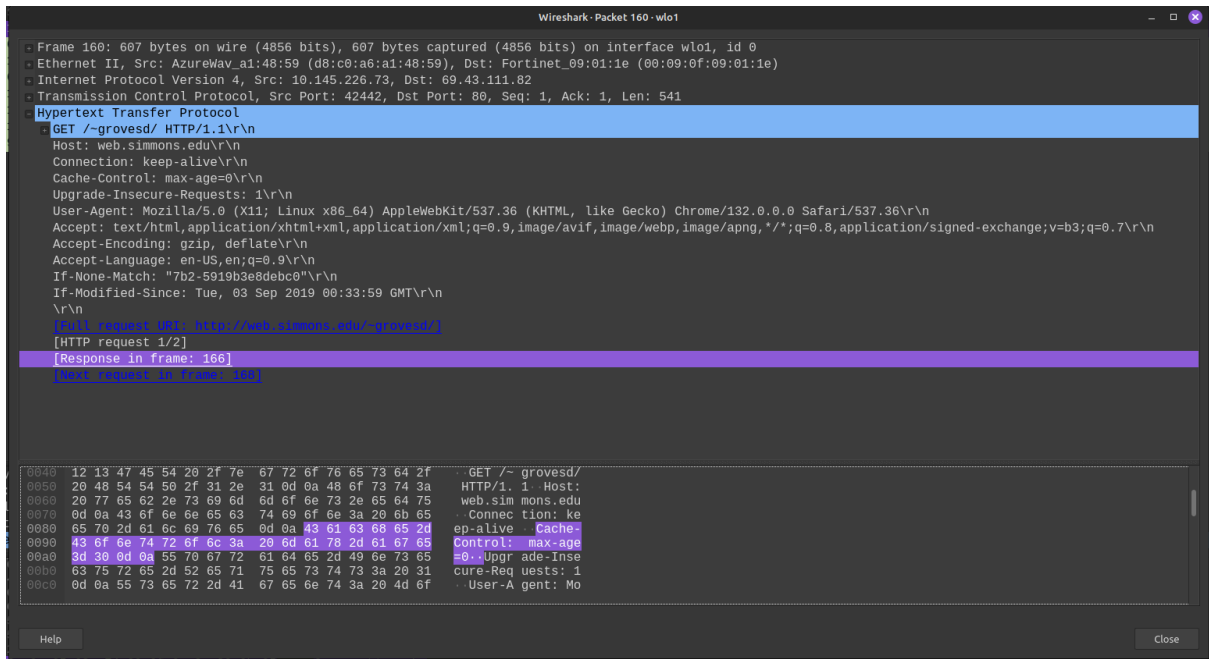 Wireshark · Packet 160 · wlo1
Frame 160: 607 bytes on wire (4856 bits), 607 bytes captured (4856 bits) on interface wlo1, id 0
Ethernet II, Src: AzureWav_a1:48:59 (d8:c0:a6:a1:48:59), Dst: Fortinet_09:01:1e (00:09:0f:09:01:1e)
Internet Protocol Version 4, Src: 10.145.226.73, Dst: 69.43.111.82
Transmission Control Protocol, Src Port: 42442, Dst Port: 80, Seq: 1, Ack: 1, Len: 541
Hypertext Transfer Protocol
GET /~grovesd/ HTTP/1.1\r\n
Host: web.simmons.edu\r\n
Connection: keep-alive\r\n
Cache-Control: max-age=0\r\n
Upgrade-Insecure-Requests: 1\r\n
User-Agent: Mozilla/5.0 (X11; Linux x86_64) AppleWebKit/537.36 (KHTML, like Gecko) Chrome/132.0.0.0 Safari/537.36\r\n
Accept: text/html,application/xhtml+xml,application/xml;q=0.9,image/avif,image/webp,image/apng,*/*;q=0.8,application/signed-exchange;v=b3;q=0.7\r\n
Accept-Encoding: gzip, deflate\r\n
Accept-Language: en-US,en;q=0.9\r\n
If-None-Match: "7b2-5919b3e8debc0"\r\n
If-Modified-Since: Tue, 03 Sep 2019 00:33:59 GMT\r\n
\r\n
[Full request URI: http://web.simmons.edu/~grovesd/]
[HTTP request 1/2]
[Response in frame: 166]
[Next request in frame: 168]
0040 12 13 47 45 54 20 2f 7e 67 72 6f 76 65 73 64 2f ··GET /~ grovesd/
0050 20 48 54 54 50 2f 31 2e 31 0d 0a 48 6f 73 74 3a HTTP/1. 1··Host:
0060 20 77 65 62 2e 73 69 6d 6d 6f 6e 73 2e 65 64 75 web.sim mons.edu
0070 0d 0a 43 6f 6e 6e 65 63 74 69 6f 6e 3a 20 6b 65 ··Connec tion: ke
0080 65 70 2d 61 6c 69 76 65 0d 0a 43 61 63 68 65 2d ep-alive ··Cache-
0090 43 6f 6e 74 72 6f 6c 3a 20 6d 61 78 2d 61 67 65 Control: max-age
00a0 3d 30 0d 0a 55 70 67 72 61 64 65 2d 49 6e 73 65 =0··Upgr ade-Inse
00b0 63 75 72 65 2d 52 65 71 75 65 73 74 73 3a 20 31 cure-Req uests: 1
00c0 0d 0a 55 73 65 72 2d 41 67 65 6e 74 3a 20 4d 6f ··User-A gent: Mo
Help
Close